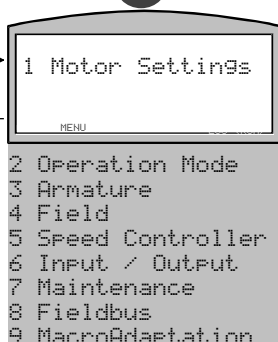 1 Motor Settings
MENU
2 Operation Mode
3 Armature
4 Field
5 Speed Controller
6 Input / Output
7 Maintenance
8 Fieldbus
9 MacroAdaptation